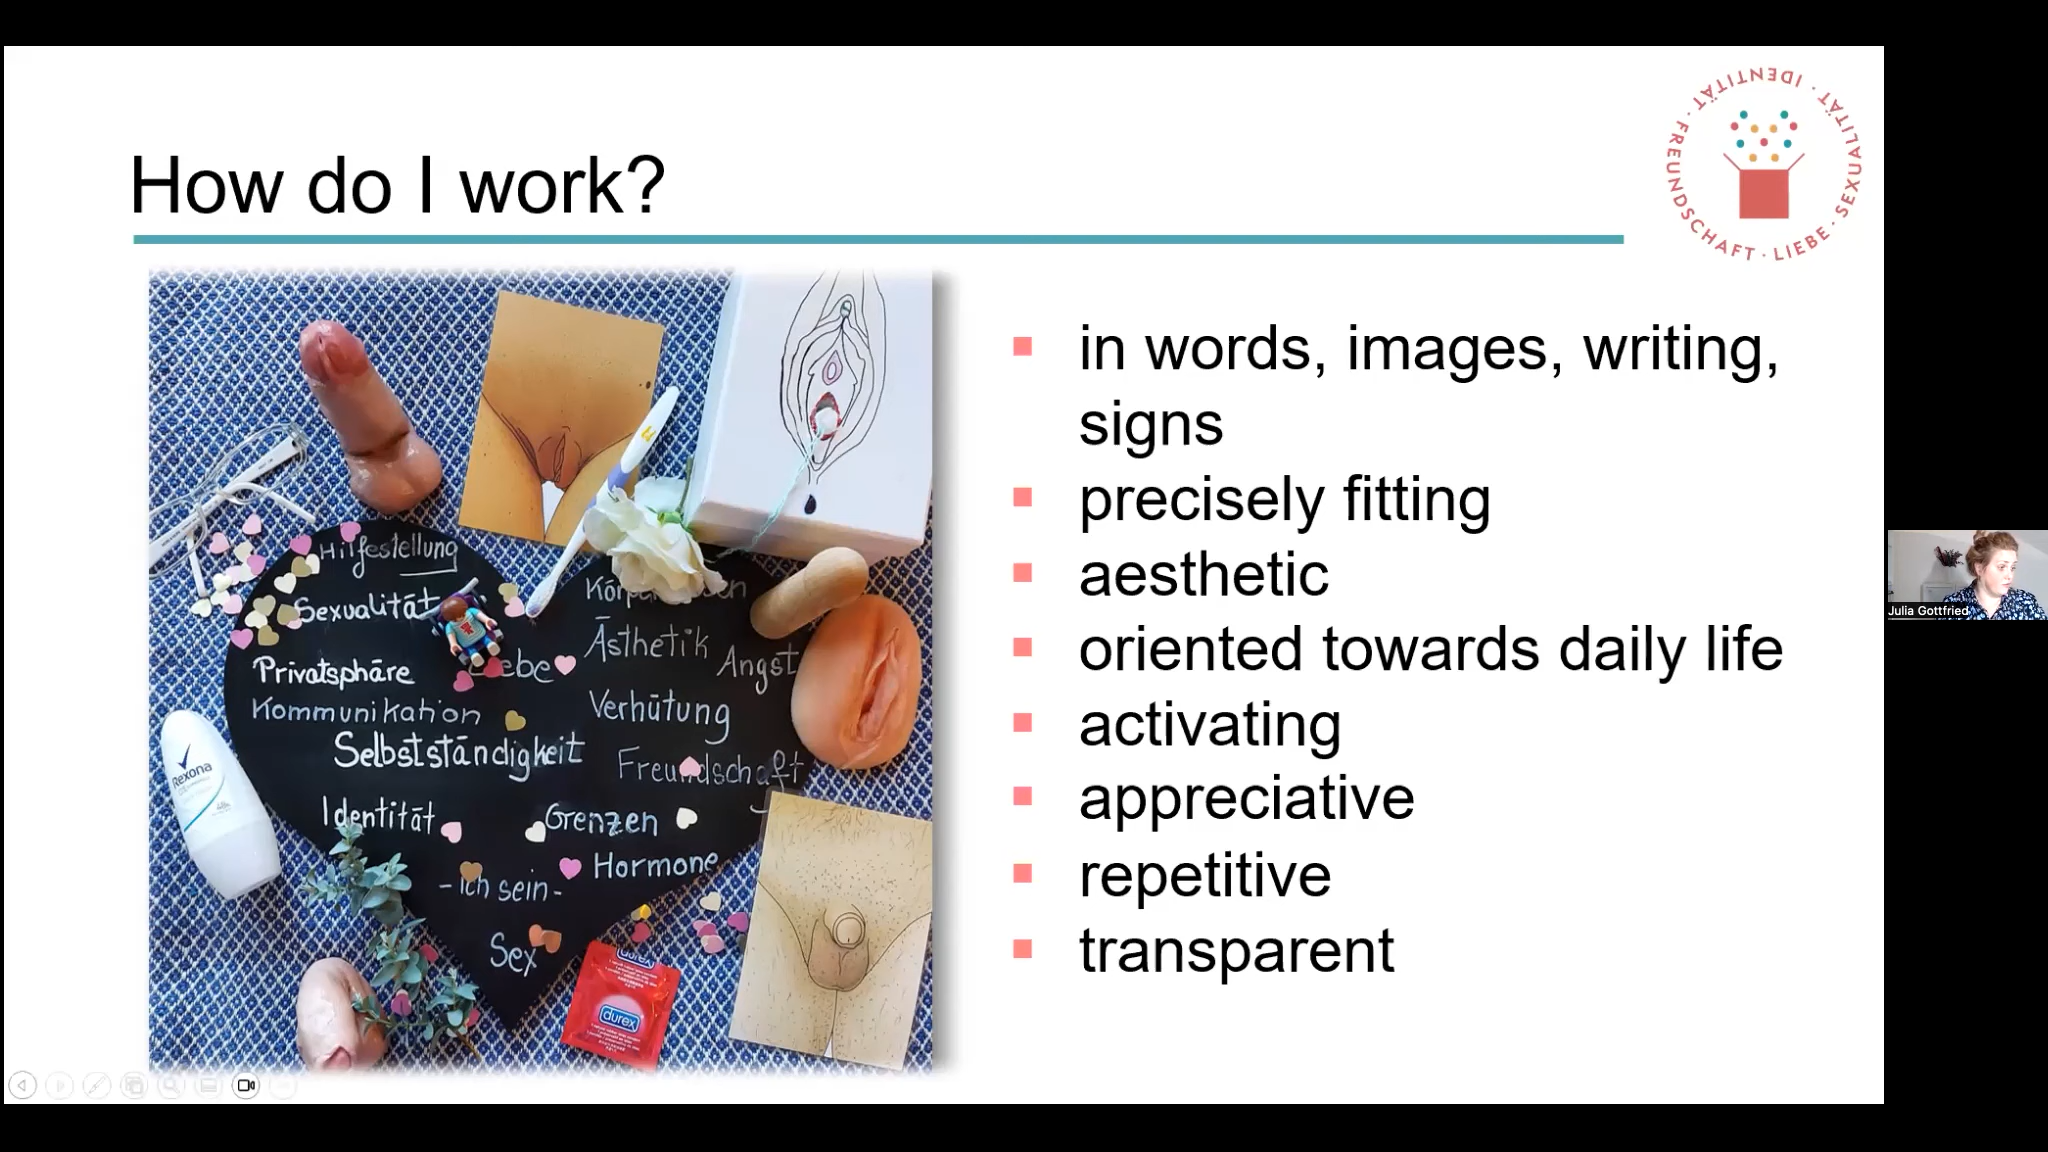 How do I work?
IDENTITÄT · FREUNDSCHAFT · LIEBE · SEXUALITÄT ·
in words, images, writing,
signs
precisely fitting
aesthetic
oriented towards daily life
activating
appreciative
repetitive
transparent
Hilfestellung
Sexualität
Privatsphäre
Kommunikation
Selbstständigkeit
Identität
- ich sein -
Sex
Ästhetik
Angst
Verhütung
Freundschaft
Grenzen
Hormone
Rexona
durex
Julia Gottfried